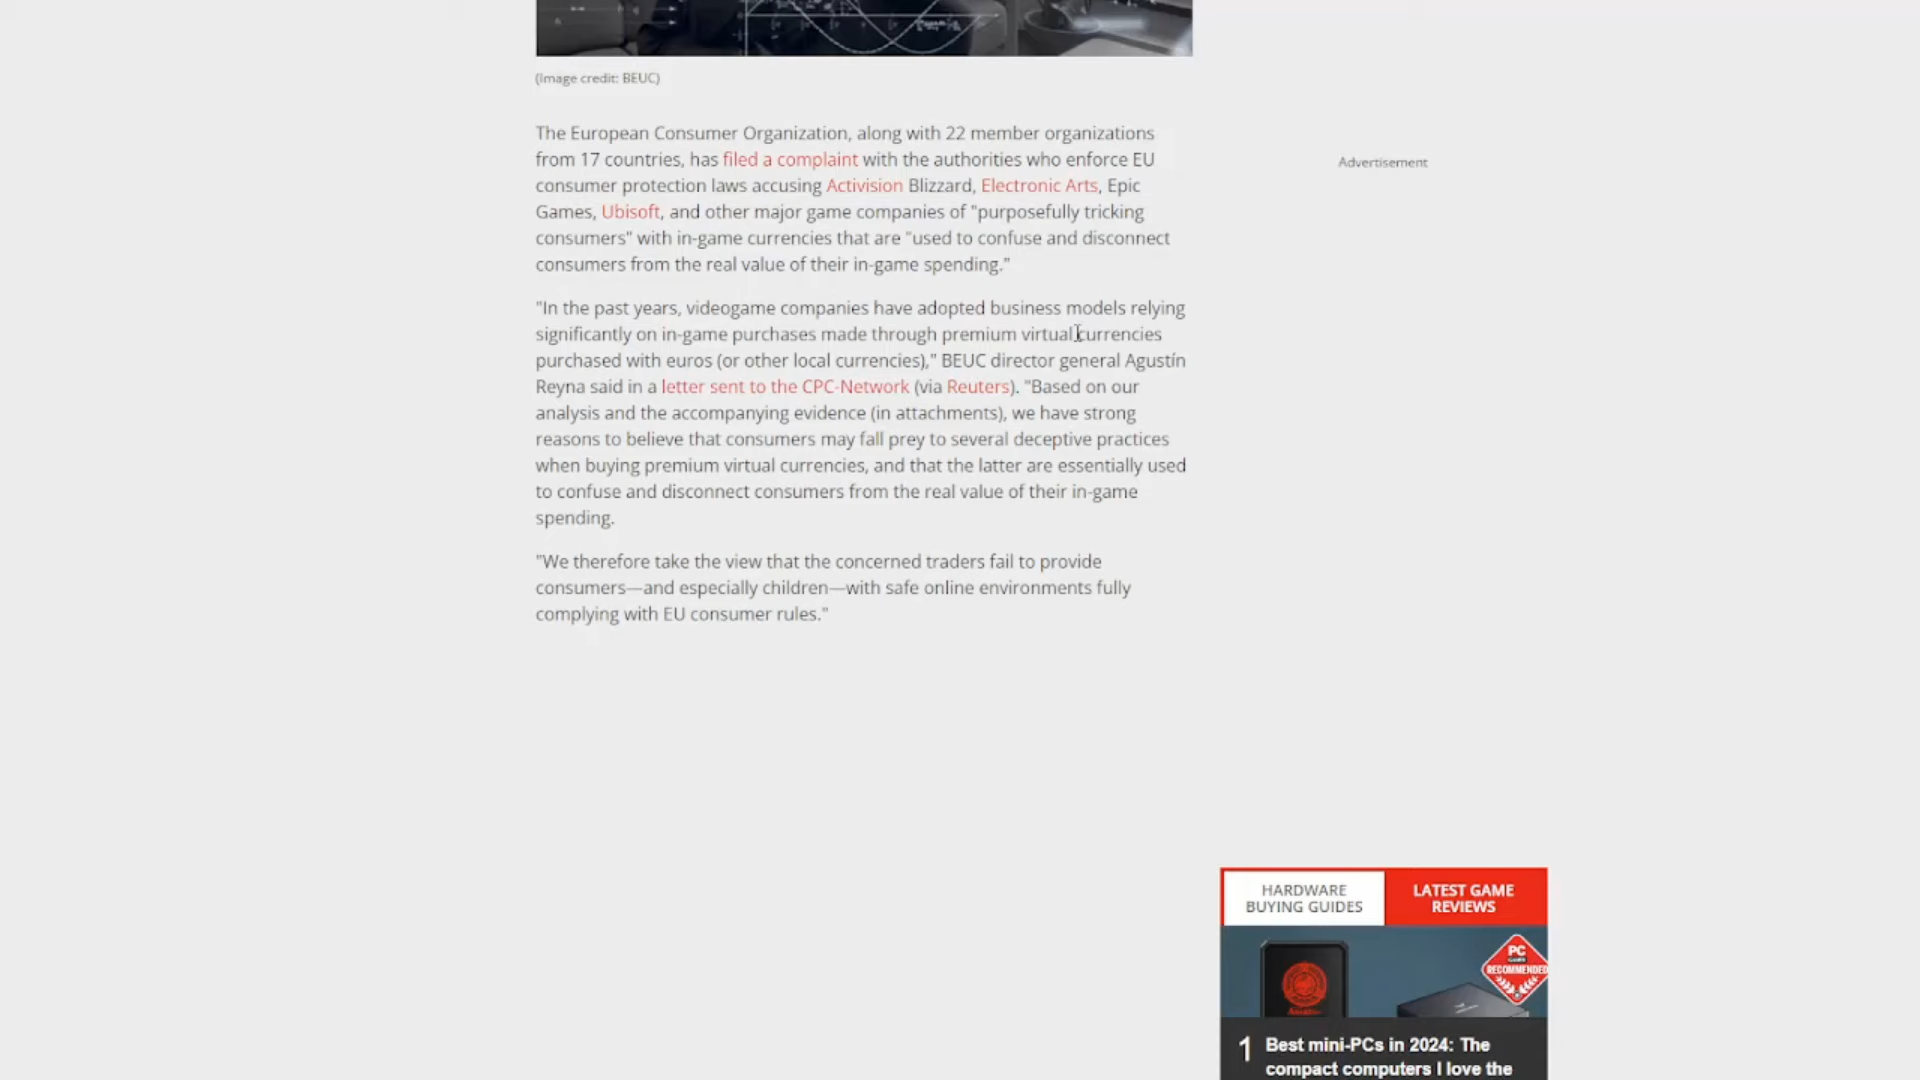 (Image credit: BEUC)
The European Consumer Organization, along with 22 member organizations
from 17 countries, has filed a complaint with the authorities who enforce EU
consumer protection laws accusing Activision Blizzard, Electronic Arts, Epic
Games, Ubisoft, and other major game companies of "purposefully tricking
consumers" with in-game currencies that are "used to confuse and disconnect
consumers from the real value of their in-game spending."
"In the past years, videogame companies have adopted business models relying
significantly on in-game purchases made through premium virtual currencies
purchased with euros (or other local currencies)," BEUC director general Agustín
Reyna said in a letter sent to the CPC-Network (via Reuters). "Based on our
analysis and the accompanying evidence (in attachments), we have strong
reasons to believe that consumers may fall prey to several deceptive practices
when buying premium virtual currencies, and that the latter are essentially used
to confuse and disconnect consumers from the real value of their in-game
spending.
"We therefore take the view that the concerned traders fail to provide
consumers—and especially children—with safe online environments fully
complying with EU consumer rules."
Advertisement
HARDWARE
BUYING GUIDES
LATEST GAME
REVIEWS
PC
GAMER
RECOMMENDED
1 Best mini-PCs in 2024: The
compact computers I love the